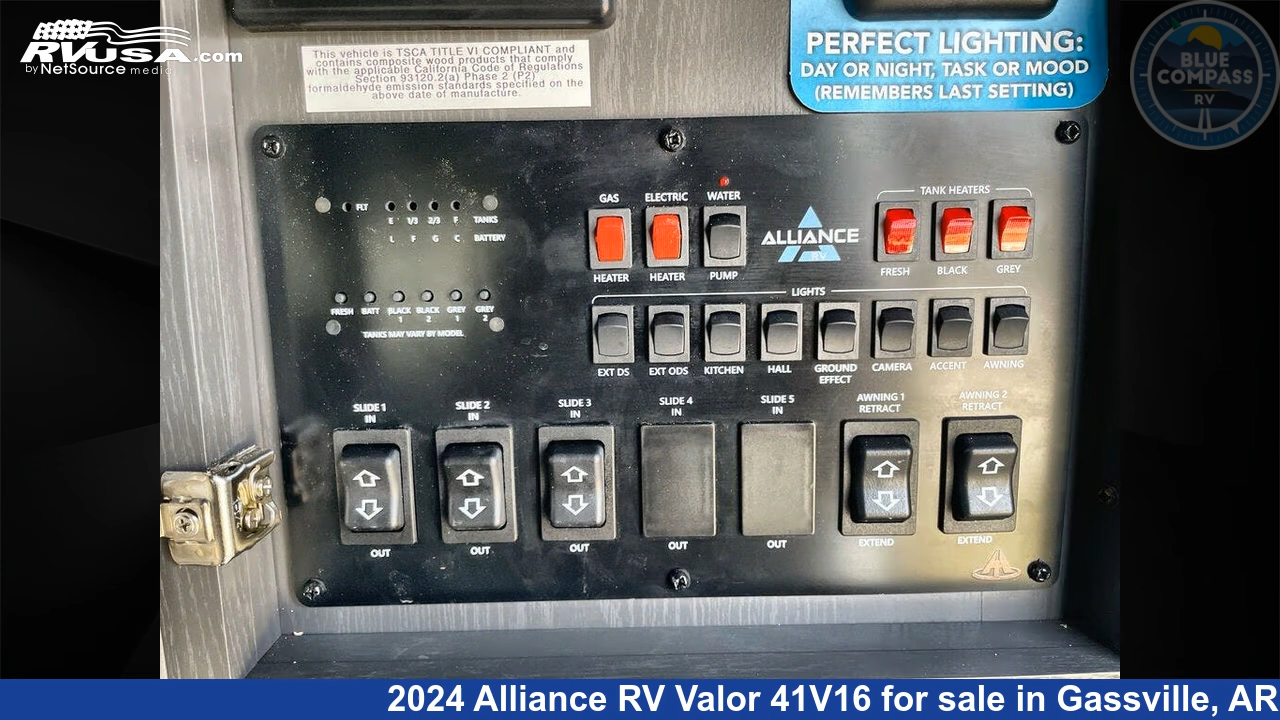 RVUSA.com
by NetSource media
This vehicle is TSCA TITLE VI COMPLIANT and
contains composite wood products that comply
with the applicable California Code of Regulations
Section 93120.2(a) Phase 2 (P2)
formaldehyde emission standards specified on the
above date of manufacture.
PERFECT LIGHTING:
DAY OR NIGHT, TASK OR MOOD
(REMEMBERS LAST SETTING)
BLUE
COMPASS
RV
FLT
E 1/3 2/3 F TANKS
L F G C BATTERY
FRESH BATT BLACK 1 BLACK 2 GREY 1 GREY 2
TANKS MAY VARY BY MODEL
GAS ELECTRIC WATER
HEATER HEATER PUMP
ALLIANCE
RV
TANK HEATERS
FRESH BLACK GREY
LIGHTS
EXT DS EXT ODS KITCHEN HALL GROUND EFFECT CAMERA ACCENT AWNING
SLIDE 1 IN SLIDE 2 IN SLIDE 3 IN SLIDE 4 IN SLIDE 5 IN AWNING 1 RETRACT AWNING 2 RETRACT
OUT OUT OUT OUT OUT EXTEND EXTEND
2024 Alliance RV Valor 41V16 for sale in Gassville, AR